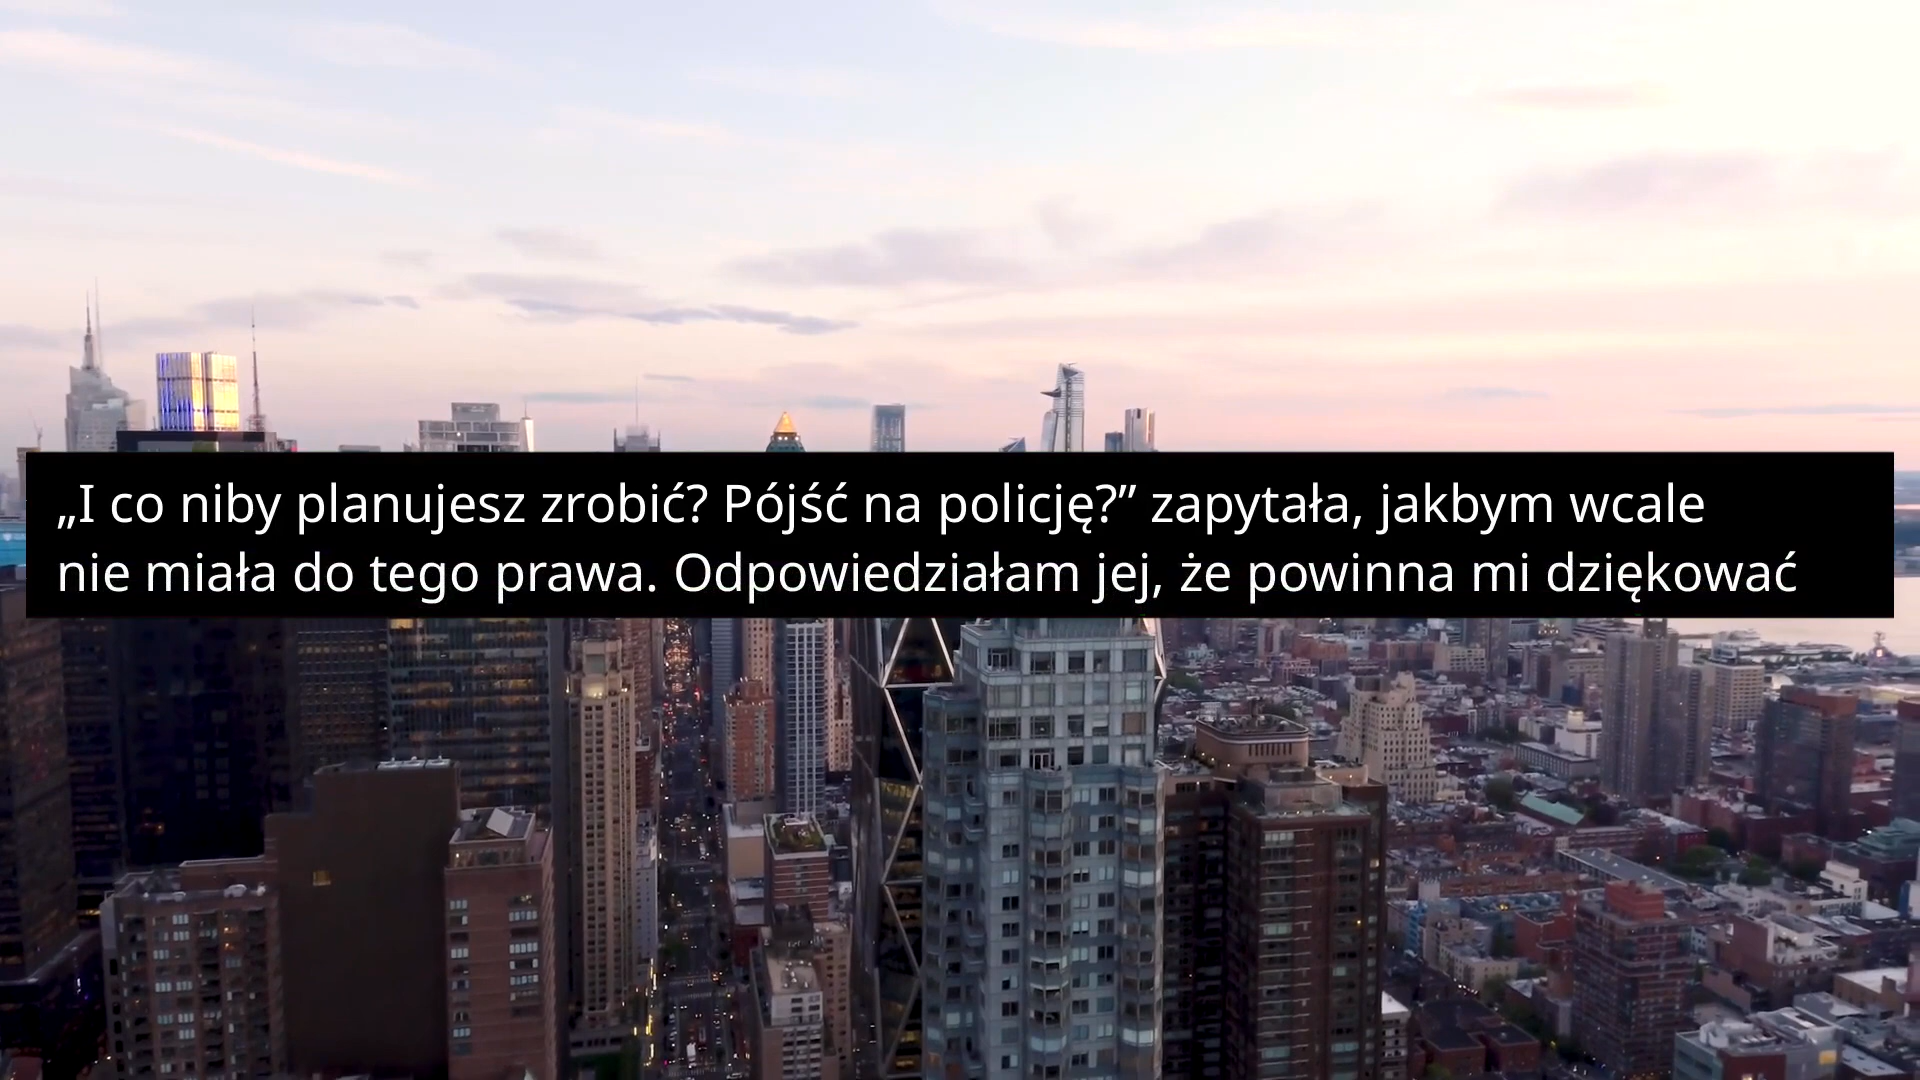 „I co niby planujesz zrobić? Pójść na policję?” zapytała, jakbym wcale
nie miała do tego prawa. Odpowiedziałam jej, że powinna mi dziękować